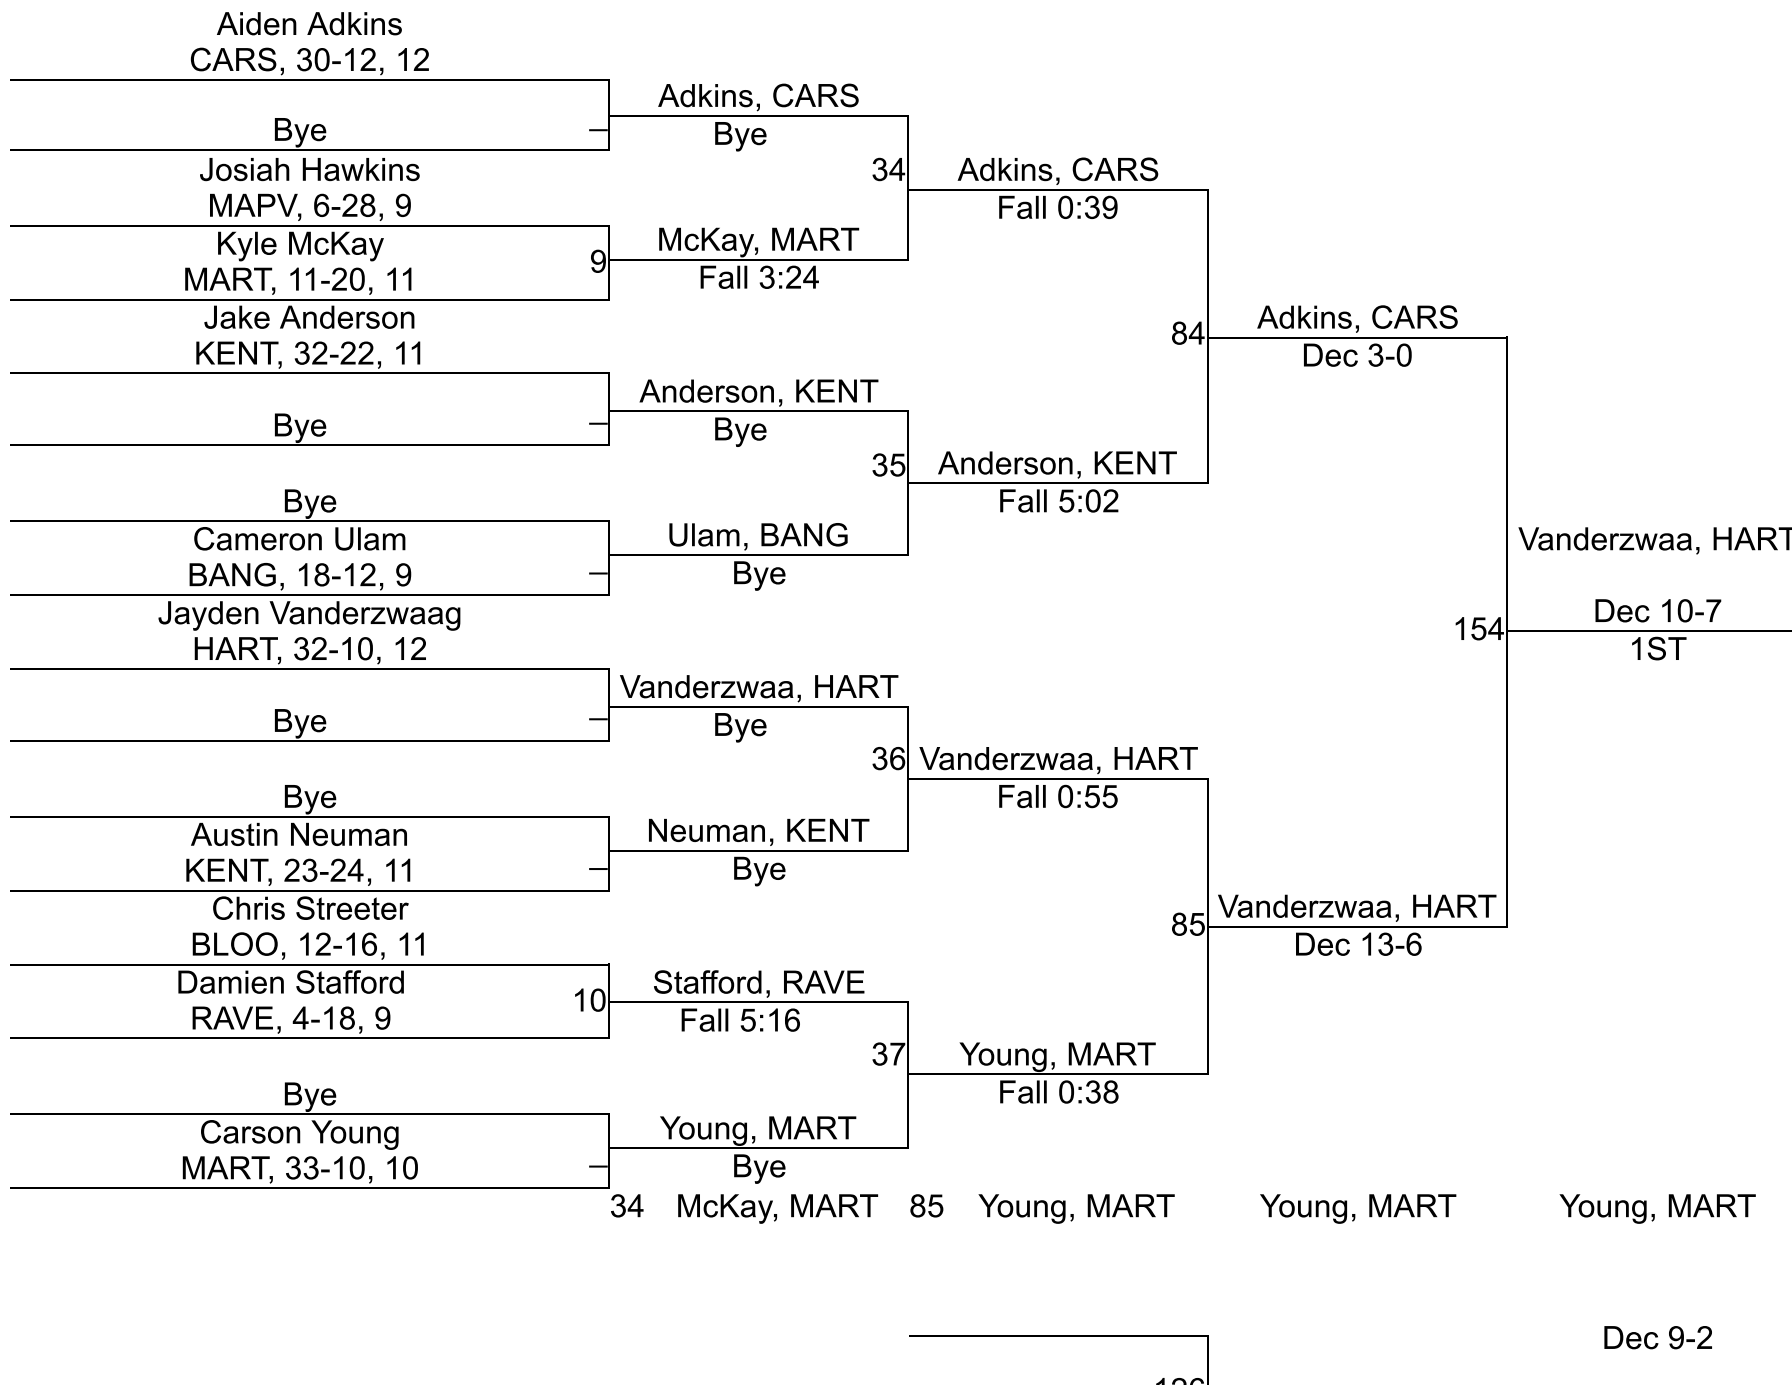 Aiden Adkins
CARS, 30-12, 12
Adkins, CARS
Bye
Bye
Josiah Hawkins
34
Adkins, CARS
MAPV, 6-28, 9
Fall 0:39
Kyle McKay
McKay, MART
9
MART, 11-20, 11
Fall 3:24
Jake Anderson
Adkins, CARS
84
KENT, 32-22, 11
Dec 3-0
Anderson, KENT
Bye
Bye
35
Anderson, KENT
Bye
Fall 5:02
Cameron Ulam
Ulam, BANG
Vanderzwaa, HART
BANG, 18-12, 9
Bye
Jayden Vanderzwaag
Dec 10-7
154
HART, 32-10, 12
1ST
Vanderzwaa, HART
Bye
Bye
36
Vanderzwaa, HART
Bye
Fall 0:55
Austin Neuman
Neuman, KENT
KENT, 23-24, 11
Bye
Chris Streeter
Vanderzwaa, HART
85
BLOO, 12-16, 11
Dec 13-6
Damien Stafford
Stafford, RAVE
10
RAVE, 4-18, 9
Fall 5:16
37
Young, MART
Bye
Fall 0:38
Carson Young
Young, MART
MART, 33-10, 10
Bye
34
McKay, MART
85
Young, MART
Young, MART
Young, MART
Dec 9-2